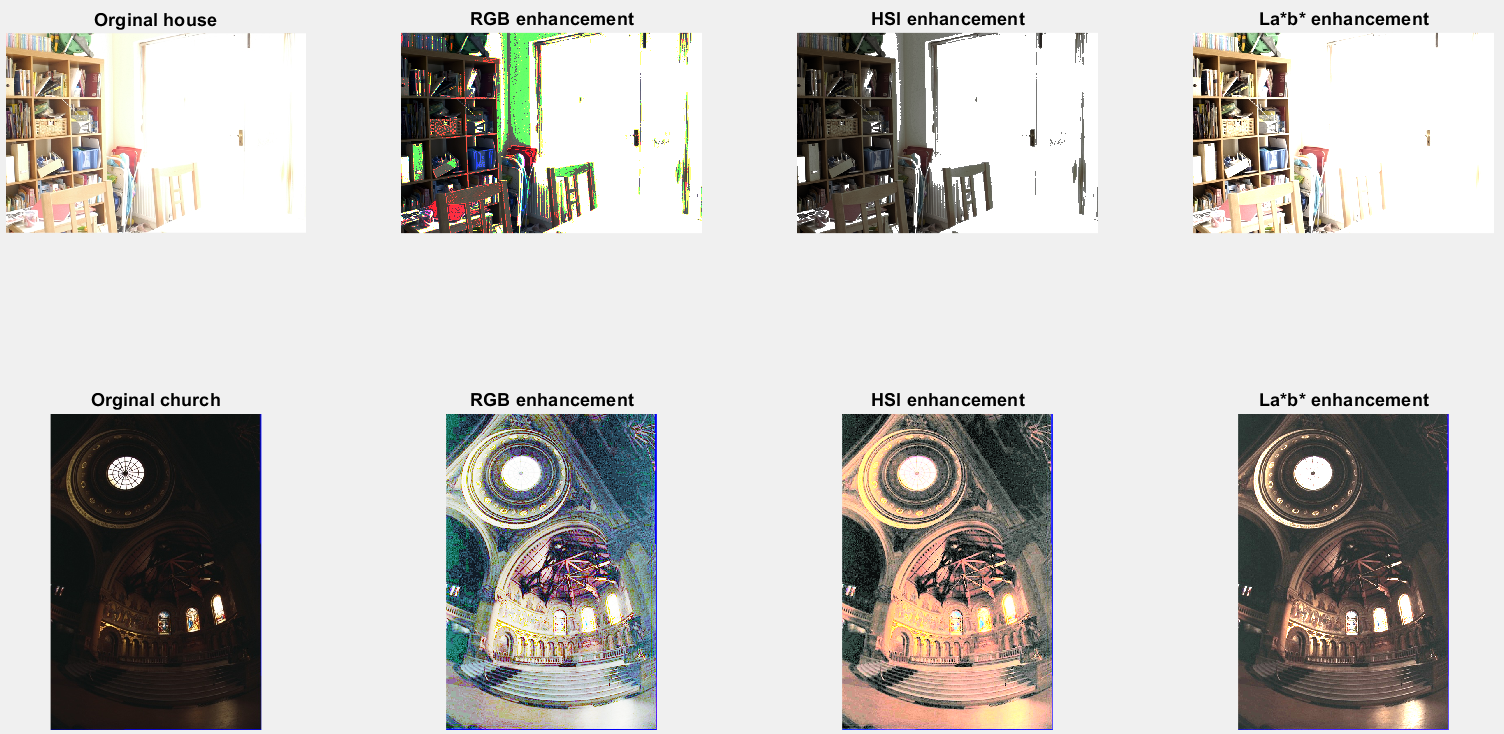 Orginal house
RGB enhancement
HSI enhancement
La*b* enhancement
Orginal church
RGB enhancement
HSI enhancement
La*b* enhancement